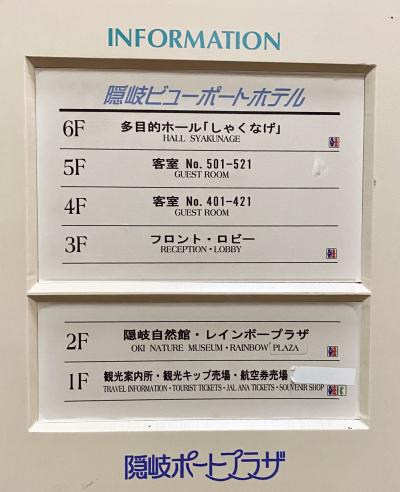 INFORMATION
隠岐ビューポートホテル
6F 多目的ホール「しゃくなげ」
HALL SYAKUNAGE
5F 客室 No. 501-521
GUEST ROOM
4F 客室 No. 401-421
GUEST ROOM
3F フロント・ロビー
RECEPTION・LOBBY
2F 隠岐自然館・レインボープラザ
OKI NATURE MUSEUM・RAINBOW PLAZA
1F 観光案内所・観光キップ売場・航空券売場
TRAVEL INFORMATION・TOURIST TICKETS・JAL ANA TICKETS・SOUVENIR SHOP
隠岐ポートプラザ